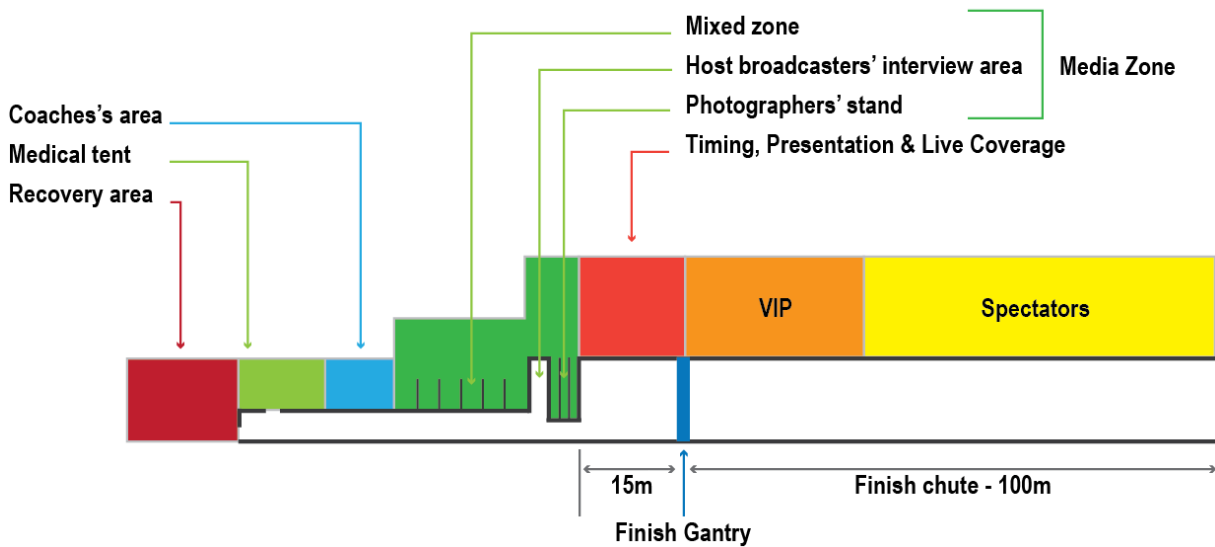 Mixed zone
Host broadcasters' interview area
Photographers' stand
Media Zone
Timing, Presentation & Live Coverage
Coaches's area
Medical tent
Recovery area
VIP
Spectators
15m
Finish chute - 100m
Finish Gantry